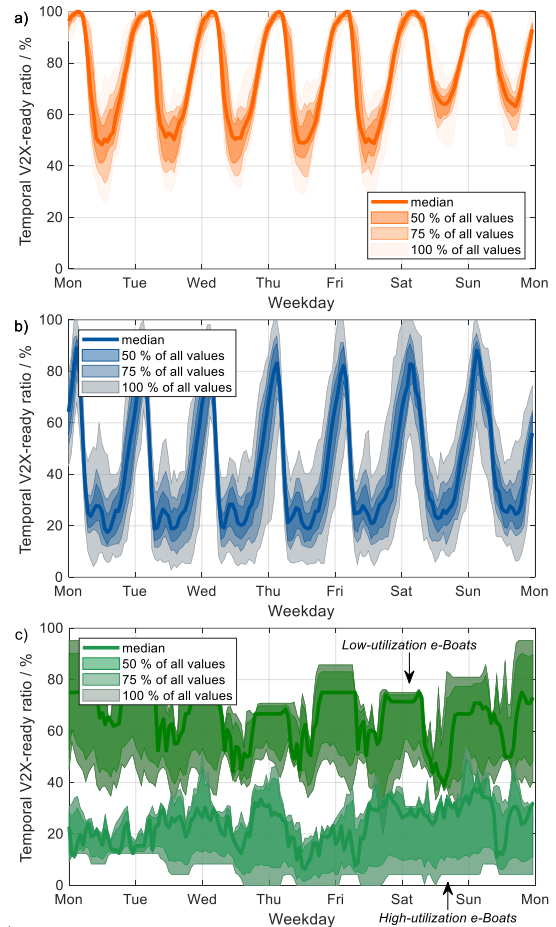 a)
Temporal V2X-ready ratio / %
100
80
60
40
20
0
median
50 % of all values
75 % of all values
100 % of all values
Mon Tue Wed Thu Fri Sat Sun Mon
Weekday
b)
Temporal V2X-ready ratio / %
100
80
60
40
20
0
median
50 % of all values
75 % of all values
100 % of all values
Mon Tue Wed Thu Fri Sat Sun Mon
Weekday
c)
Temporal V2X-ready ratio / %
100
80
60
40
20
0
median
50 % of all values
75 % of all values
100 % of all values
Low-utilization e-Boats
Mon Tue Wed Thu Fri Sat Sun Mon
Weekday
High-utilization e-Boats